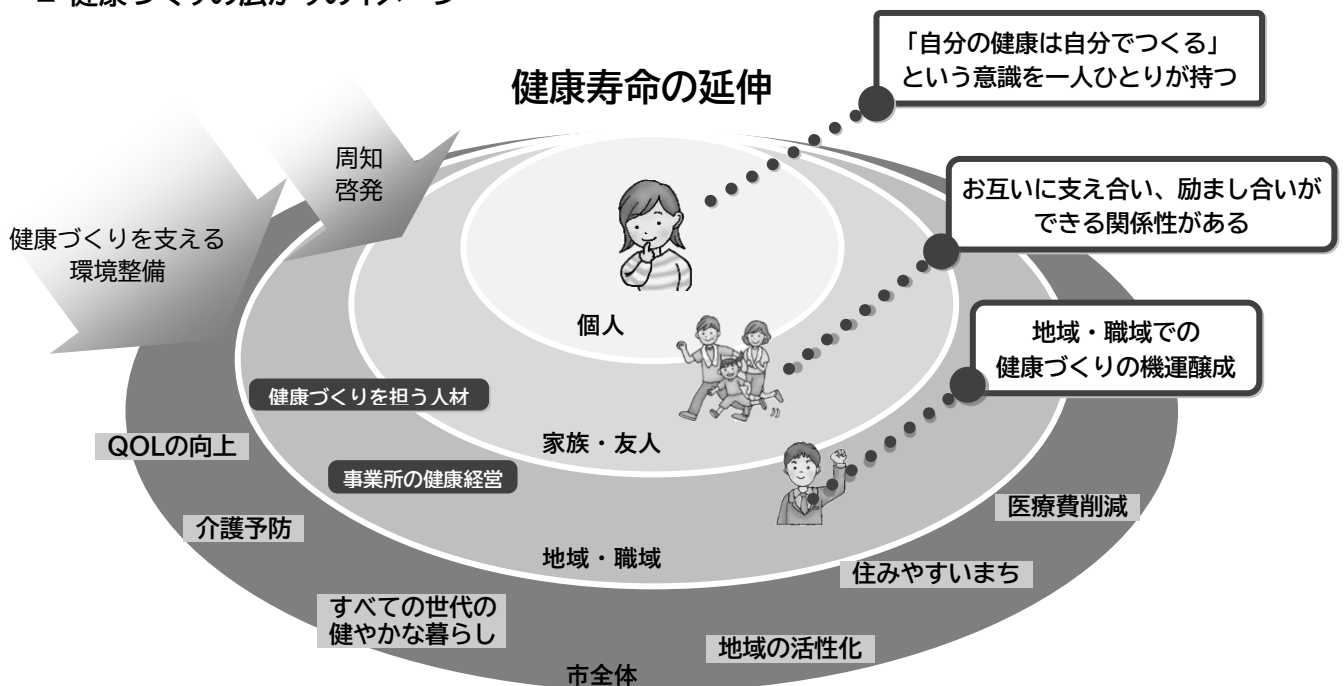 健康づくりの広がりのイメージ
健康寿命の延伸
「自分の健康は自分でつくる」
という意識を一人ひとりが持つ
周知
啓発
お互いに支え合い、励まし合いが
できる関係性がある
健康づくりを支える
環境整備
個人
地域・職域での
健康づくりの機運醸成
健康づくりを担う人材
家族・友人
QOLの向上
事業所の健康経営
医療費削減
介護予防
地域・職域
住みやすいまち
すべての世代の
健やかな暮らし
地域の活性化
市全体